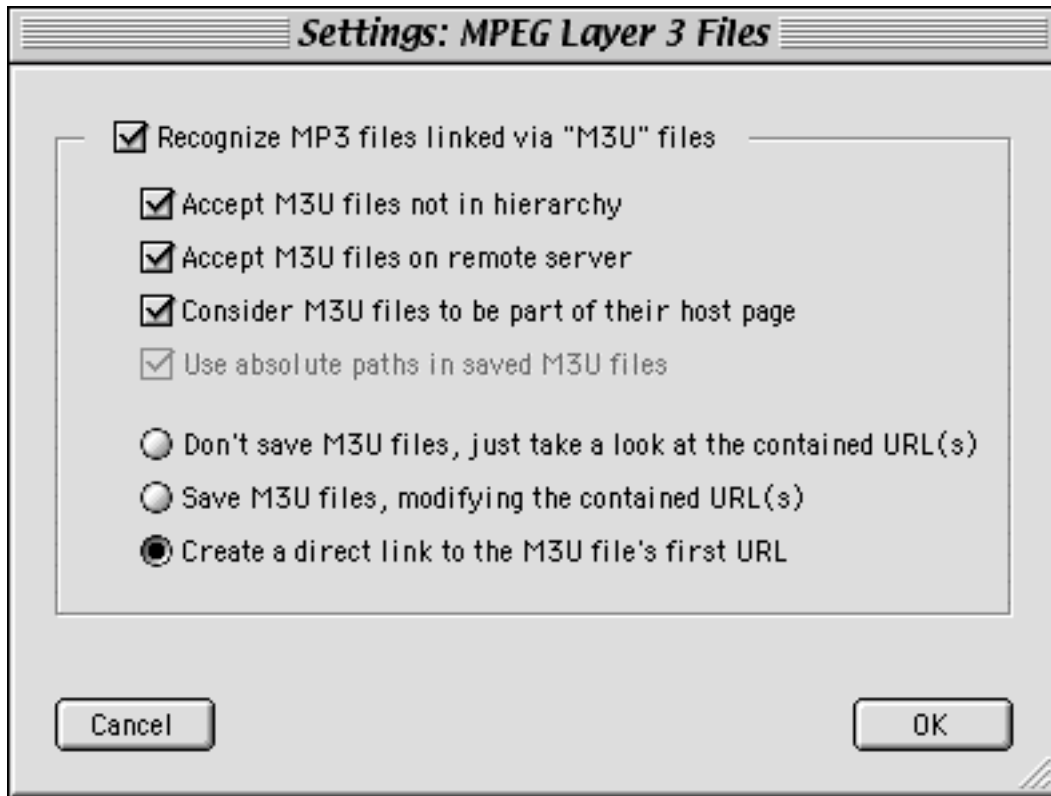 Settings: MPEG Layer 3 Files
Recognize MP3 files linked via "M3U" files
Accept M3U files not in hierarchy
Accept M3U files on remote server
Consider M3U files to be part of their host page
Use absolute paths in saved M3U files
Don't save M3U files, just take a look at the contained URL(s)
Save M3U files, modifying the contained URL(s)
Create a direct link to the M3U file's first URL
Cancel
OK